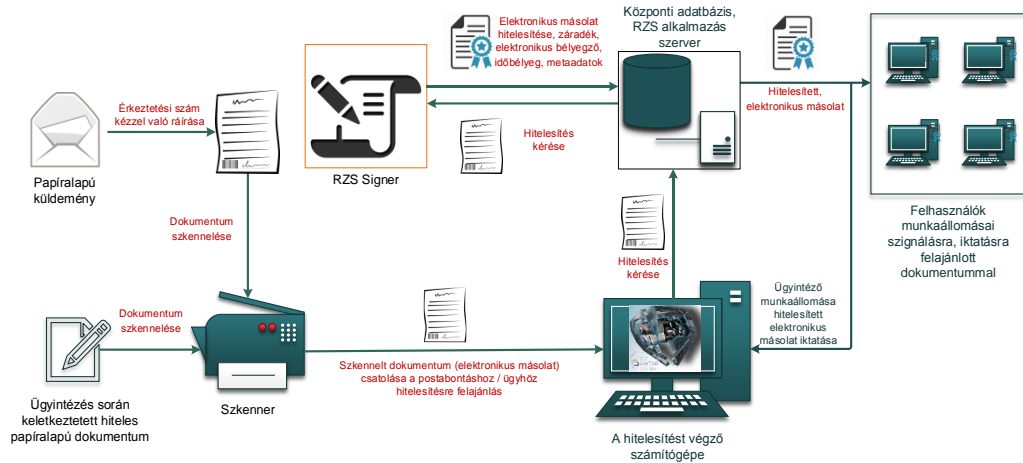 Elektronikus másolat
hitelesítése, záradék,
elektronikus bélyegző,
időbélyeg, metaadatok
Központi adatbázis,
RZS alkalmazás
szerver
Érkeztetési szám
kézzel való ráírása
Hitelesítés
kérése
Hitelesített,
elektronikus másolat
Papíralapú
küldemény
RZS Signer
Dokumentum
szkennelése
Hitelesítés
kérése
Felhasználók
munkaállomásai
szignálásra, iktatásra
felajánlott
dokumentummal
Dokumentum
szkennelése
Ügyintéző
munkaállomása
hitelesített
elektronikus
másolat iktatása
Szkennelt dokumentum (elektronikus másolat)
csatolása a postabontáshoz / ügyhöz
hitelesítésre felajánlás
Ügyintézés során
keletkeztetett hiteles
papíralapú dokumentum
Szkenner
A hitelesítést végző
számítógépe